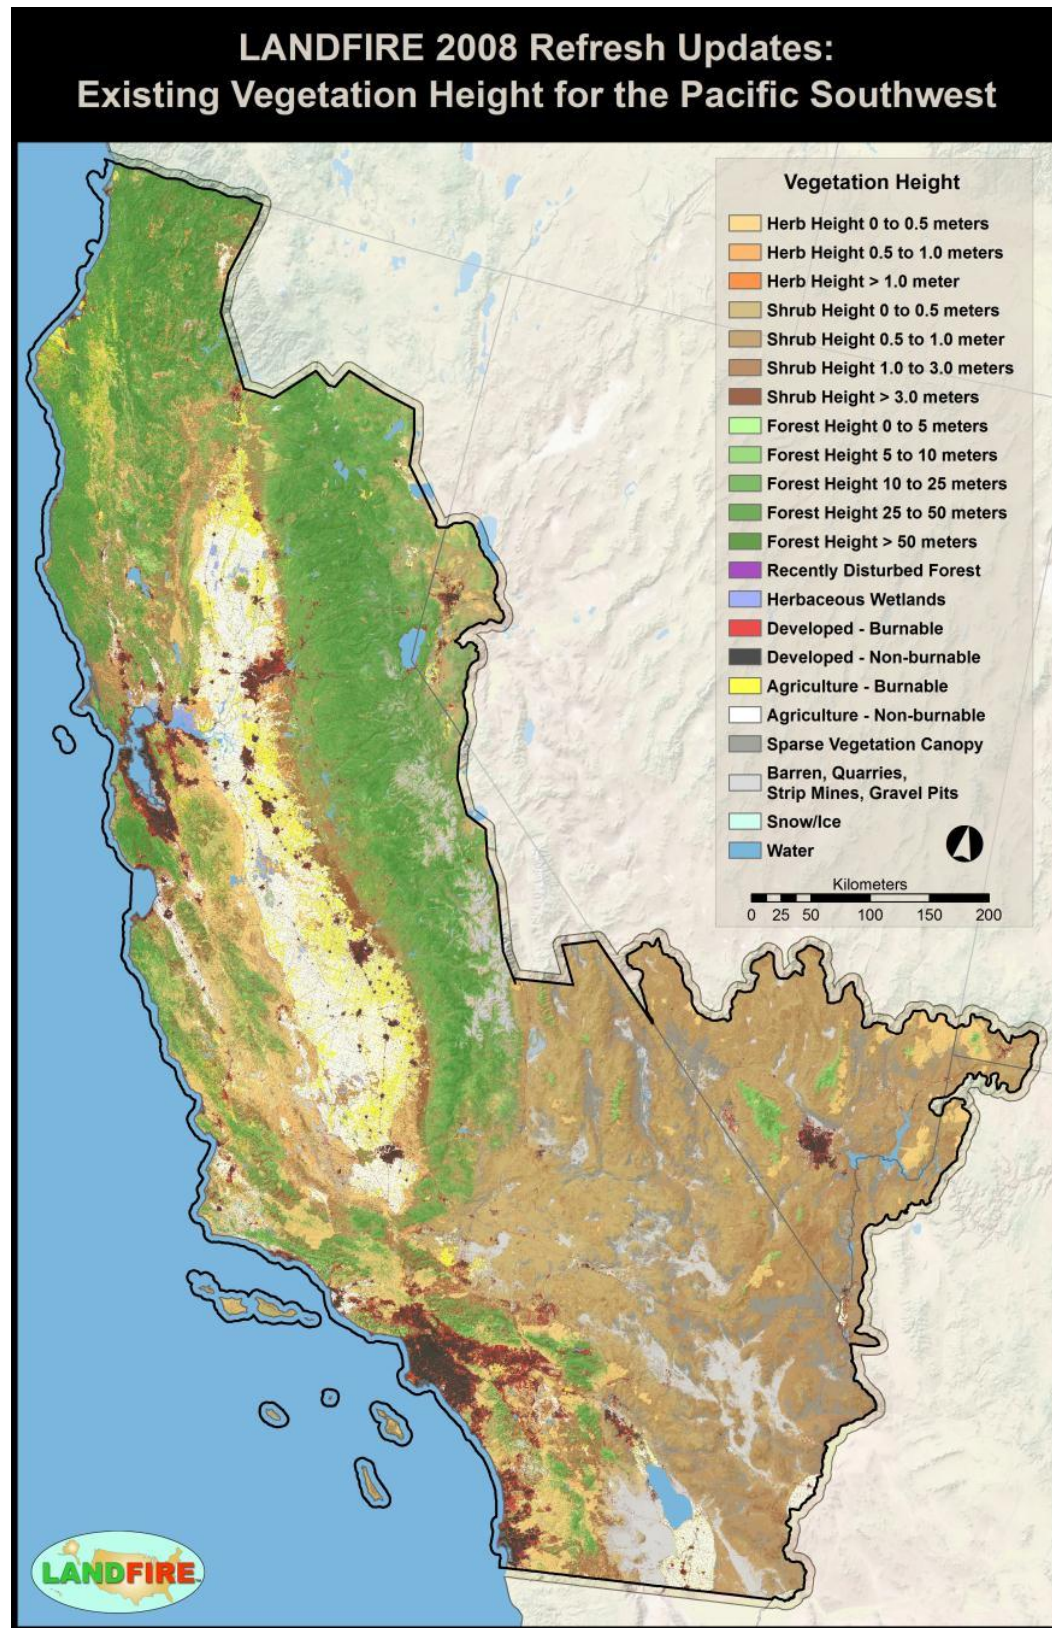 LANDFIRE 2008 Refresh Updates:
Existing Vegetation Height for the Pacific Southwest
Vegetation Height
Herb Height 0 to 0.5 meters
Herb Height 0.5 to 1.0 meters
Herb Height > 1.0 meter
Shrub Height 0 to 0.5 meters
Shrub Height 0.5 to 1.0 meter
Shrub Height 1.0 to 3.0 meters
Shrub Height > 3.0 meters
Forest Height 0 to 5 meters
Forest Height 5 to 10 meters
Forest Height 10 to 25 meters
Forest Height 25 to 50 meters
Forest Height > 50 meters
Recently Disturbed Forest
Herbaceous Wetlands
Developed - Burnable
Developed - Non-burnable
Agriculture - Burnable
Agriculture - Non-burnable
Sparse Vegetation Canopy
Barren, Quarries,
Strip Mines, Gravel Pits
Snow/Ice
Water
Kilometers
0 25 50 100 150 200
LANDFIRE